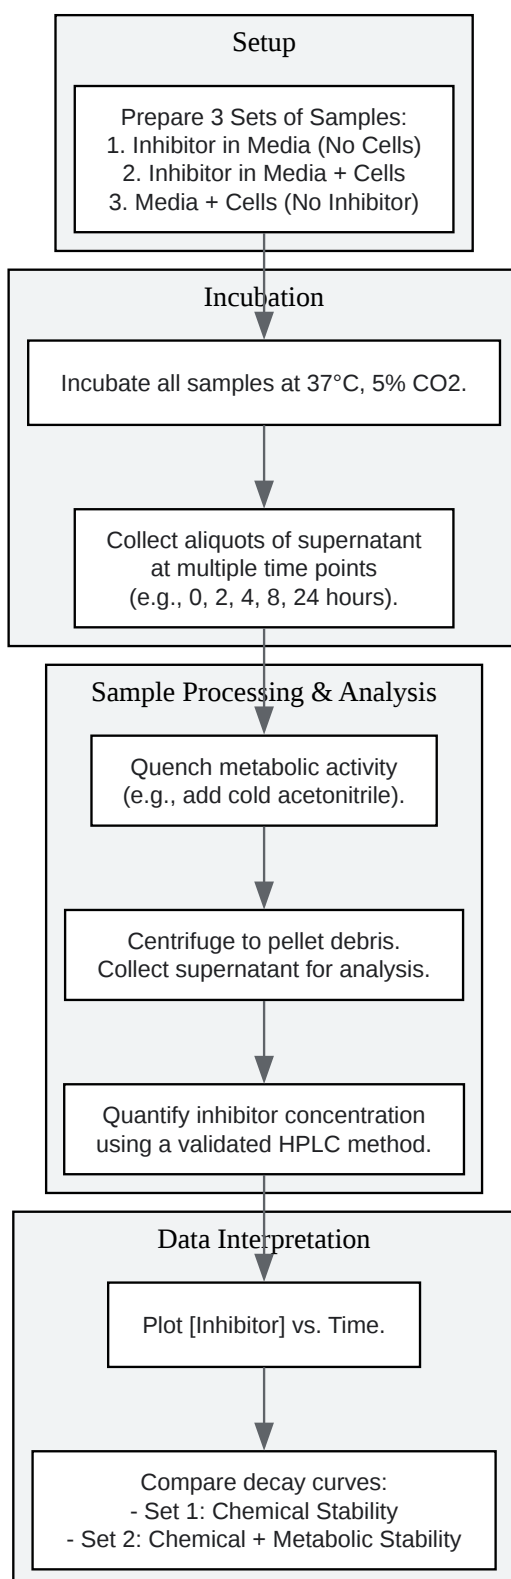 Setup
Prepare 3 Sets of Samples:
1. Inhibitor in Media (No Cells)
2. Inhibitor in Media + Cells
3. Media + Cells (No Inhibitor)
Incubation
Incubate all samples at 37°C, 5% CO2.
Collect aliquots of supernatant
at multiple time points
(e.g., 0, 2, 4, 8, 24 hours).
Sample Processing & Analysis
Quench metabolic activity
(e.g., add cold acetonitrile).
Centrifuge to pellet debris.
Collect supernatant for analysis.
Quantify inhibitor concentration
using a validated HPLC method.
Data Interpretation
Plot [Inhibitor] vs. Time.
Compare decay curves:
- Set 1: Chemical Stability
- Set 2: Chemical + Metabolic Stability